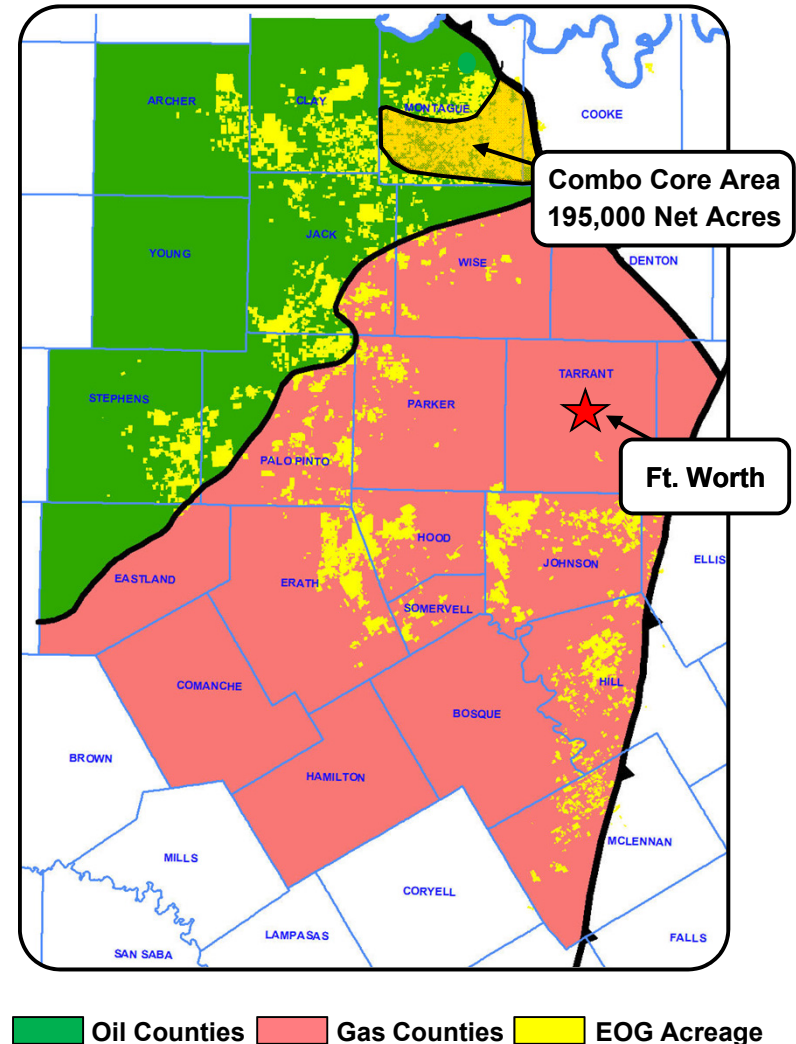 ARCHER
CLAY
MONTAGUE
COOKE
Combo Core Area
195,000 Net Acres
YOUNG
JACK
WISE
DENTON
STEPHENS
PALO PINTO
PARKER
TARRANT
Ft. Worth
EASTLAND
ERATH
HOOD
SOMERVELL
JOHNSON
ELLIS
COMANCHE
BOSQUE
HILL
BROWN
HAMILTON
MILLS
CORYELL
MCLENNAN
SAN SABA
LAMPASAS
FALLS
Oil Counties Gas Counties EOG Acreage